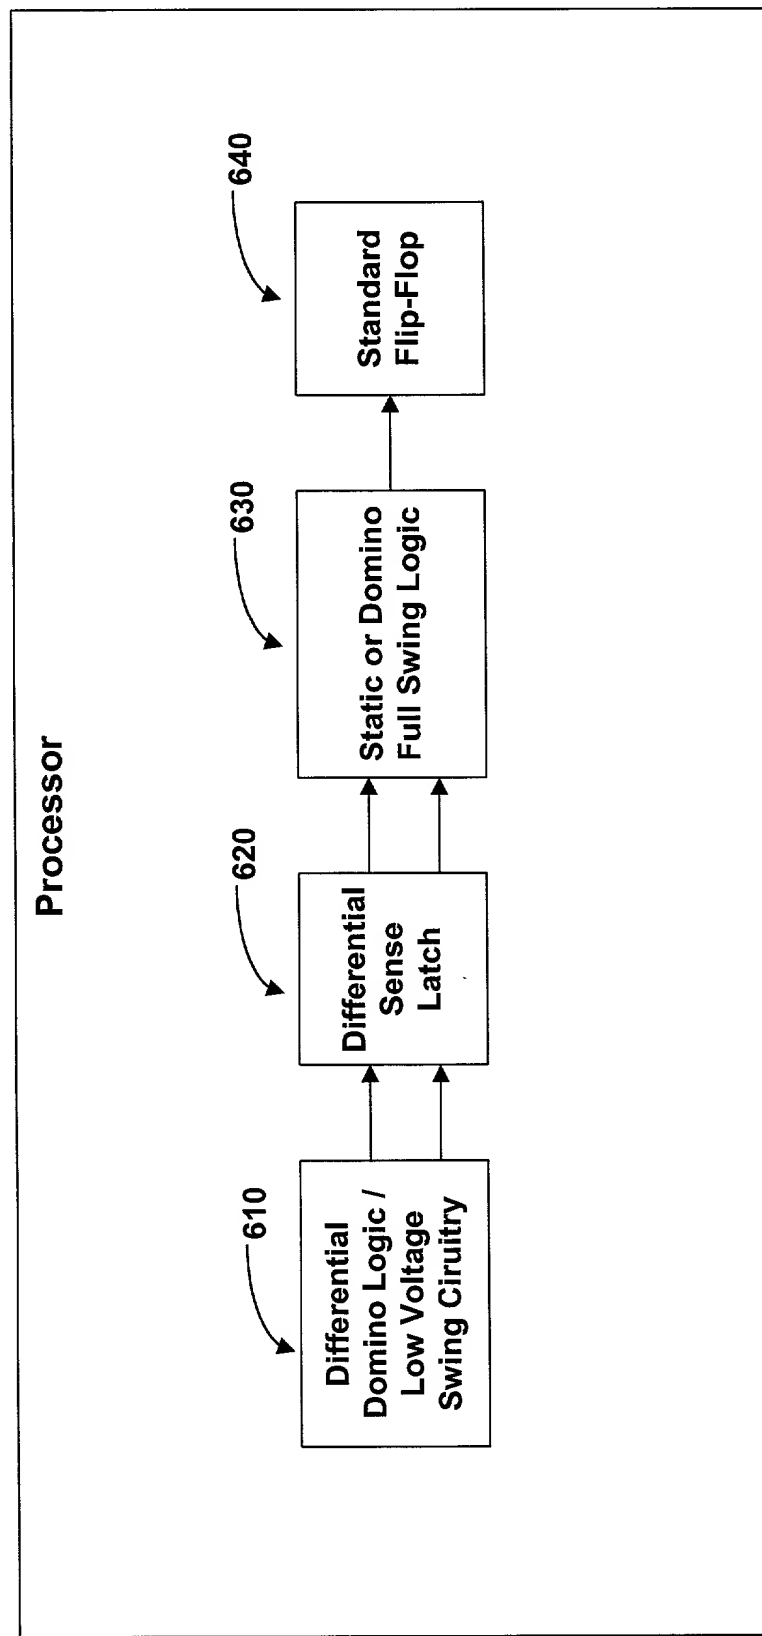 Processor
610
Differential
Domino Logic /
Low Voltage
Swing Ciruitry
620
Differential
Sense
Latch
630
Static or Domino
Full Swing Logic
640
Standard
Flip-Flop